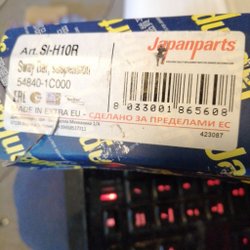 Art. SI-H10R
Japanparts
Sway Bar, suspension
54840-1C000
8 033001 865608
EAC
MADE IN EXTRA EU - СДЕЛАНО ЗА ПРЕДЕЛАМИ ЕС
423087